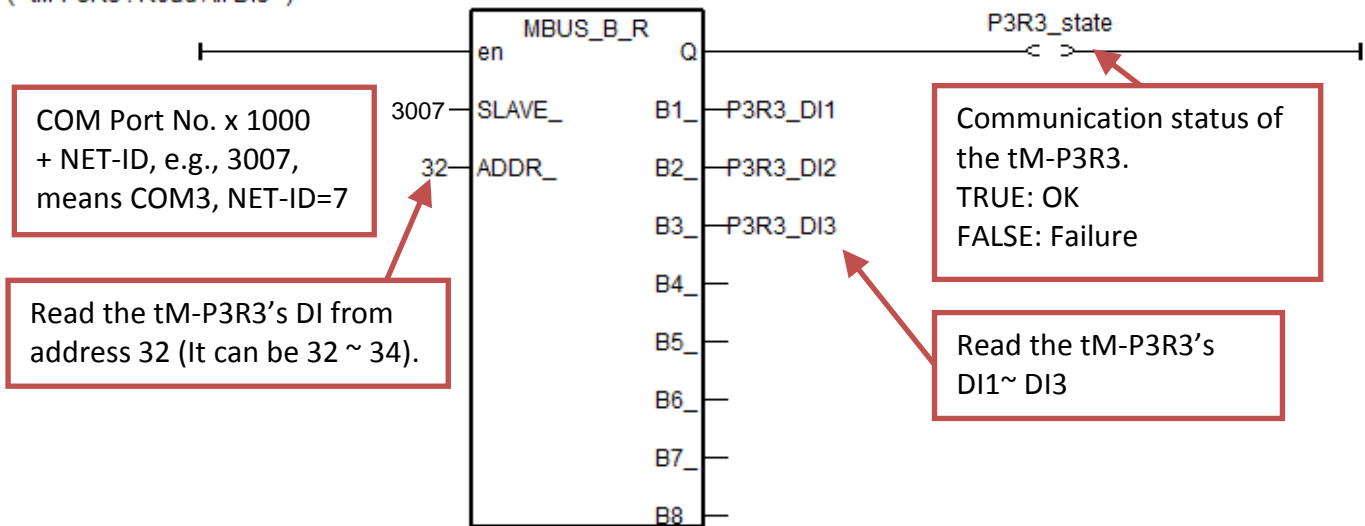 MBUS_B_R
P3R3_state
en
Q
3007
SLAVE_
B1_
P3R3_DI1
32
ADDR_
B2_
P3R3_DI2
B3_
P3R3_DI3
B4_
B5_
B6_
B7_
B8
COM Port No. x 1000
+ NET-ID, e.g., 3007,
means COM3, NET-ID=7
Read the tM-P3R3’s DI from
address 32 (It can be 32 ~ 34).
Communication status of
the tM-P3R3.
TRUE: OK
FALSE: Failure
Read the tM-P3R3’s
DI1~ DI3